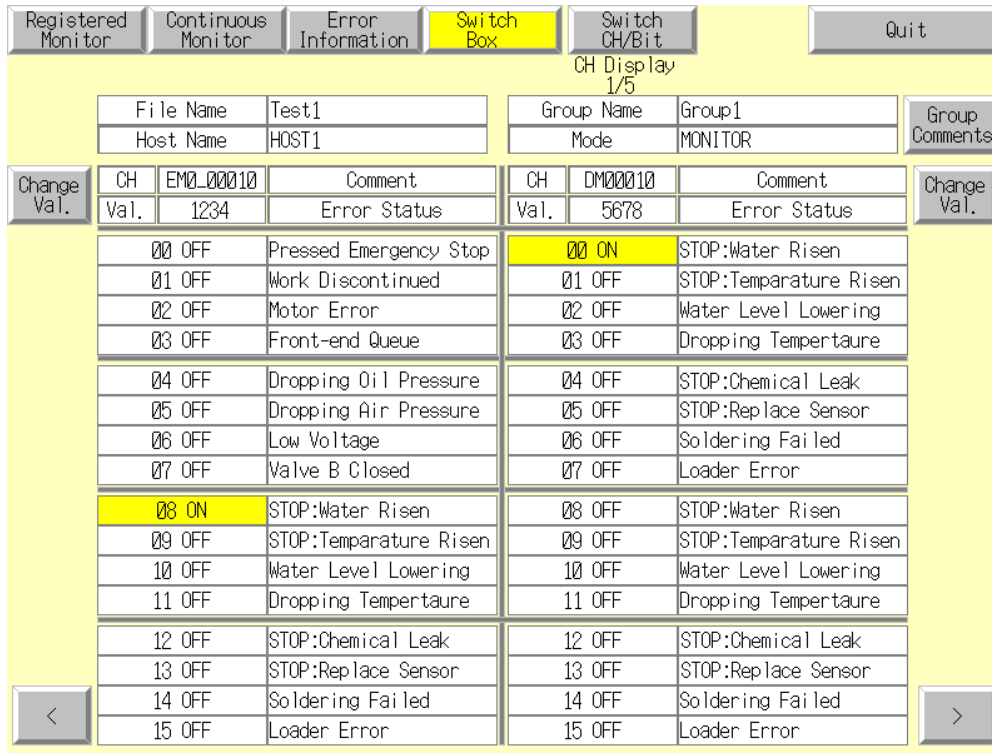 Registered Monitor Continuous Monitor Error Information Switch Box Switch CH/Bit Quit
CH Display
1/5
File Name Test1 Group Name Group1
Host Name HOST1 Mode MONITOR
Group Comments
Change Val.
CH EM0_00010 Comment CH DM00010 Comment
Val. 1234 Error Status Val. 5678 Error Status
Change Val.
00 OFF Pressed Emergency Stop 00 ON STOP:Water Risen
01 OFF Work Discontinued 01 OFF STOP:Temparature Risen
02 OFF Motor Error 02 OFF Water Level Lowering
03 OFF Front-end Queue 03 OFF Dropping Tempertaure
04 OFF Dropping Oil Pressure 04 OFF STOP:Chemical Leak
05 OFF Dropping Air Pressure 05 OFF STOP:Replace Sensor
06 OFF Low Voltage 06 OFF Soldering Failed
07 OFF Valve B Closed 07 OFF Loader Error
08 ON STOP:Water Risen 08 OFF STOP:Water Risen
09 OFF STOP:Temparature Risen 09 OFF STOP:Temparature Risen
10 OFF Water Level Lowering 10 OFF Water Level Lowering
11 OFF Dropping Tempertaure 11 OFF Dropping Tempertaure
12 OFF STOP:Chemical Leak 12 OFF STOP:Chemical Leak
13 OFF STOP:Replace Sensor 13 OFF STOP:Replace Sensor
14 OFF Soldering Failed 14 OFF Soldering Failed
< >
15 OFF Loader Error 15 OFF Loader Error